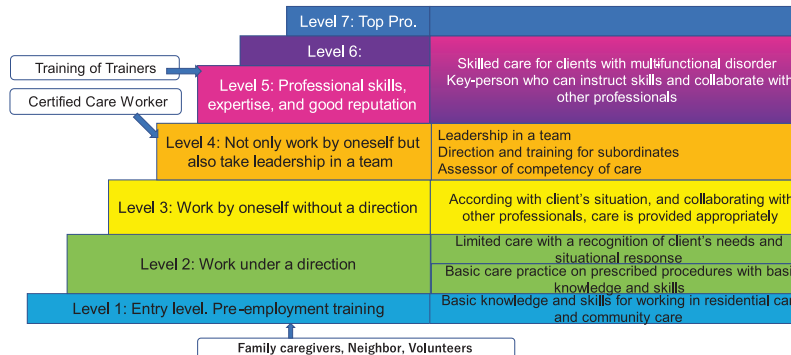 Level 7: Top Pro.
Level 6:
Training of Trainers
Level 5: Professional skills,
expertise, and good reputation
Skilled care for clients with multi-functional disorder
Key-person who can instruct skills and collaborate with
other professionals
Certified Care Worker
Level 4: Not only work by oneself but
also take leadership in a team
Leadership in a team
Direction and training for subordinates
Assessor of competency of care
Level 3: Work by oneself without a direction
According with client's situation, and collaborating with
other professionals, care is provided appropriately
Level 2: Work under a direction
Limited care with a recognition of client's needs and
situational response
Basic care practice on prescribed procedures with basic
knowledge and skills
Level 1: Entry level. Pre-employment training
Basic knowledge and skills for working in residential care
and community care
Family caregivers, Neighbor, Volunteers